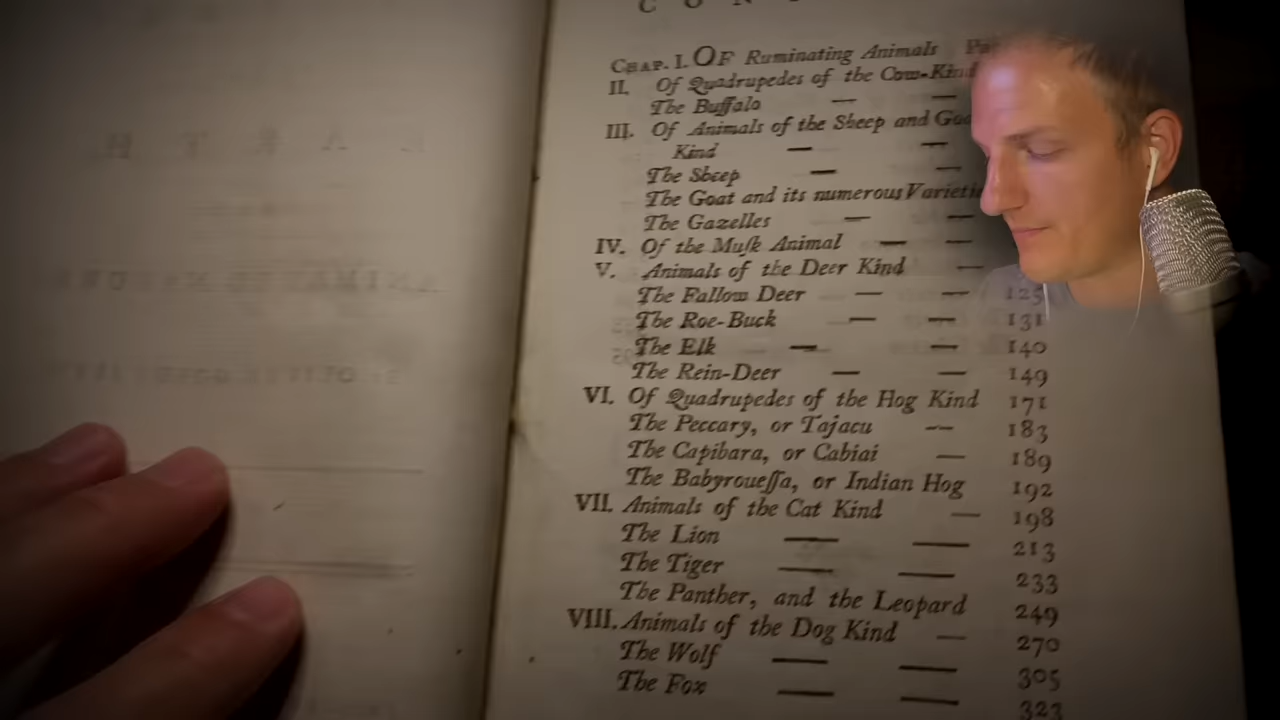 C O N
CHAP. I. OF Ruminating Animals
II. Of Quadrupedes of the Cow-Kind
The Buffalo — —
III. Of Animals of the Sheep and
Kind — —
The Sheep — —
The Goat and its numerous
The Gazelles — —
IV. Of the Muſk Animal — —
V. Animals of the Deer Kind —
The Fallow Deer — — 125
The Roe-Buck — — 131
The Elk — — 140
The Rein-Deer — — 149
VI. Of Quadrupedes of the Hog Kind 171
The Peccary, or Tajacu — 183
The Capibara, or Cabiai — 189
The Babyroueſſa, or Indian Hog 192
VII. Animals of the Cat Kind — 198
The Lion — — 213
The Tiger — — 233
The Panther, and the Leopard 249
VIII. Animals of the Dog Kind — 270
The Wolf — — 305
The Fox — — 323